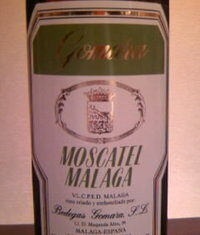 Gomara
MOSCATEL
MALAGA
V.L.C.P.R.D. MALAGA
vino criado y embotellado por:
Bodegas Gomara, S.L.
MALAGA-ESPAÑA